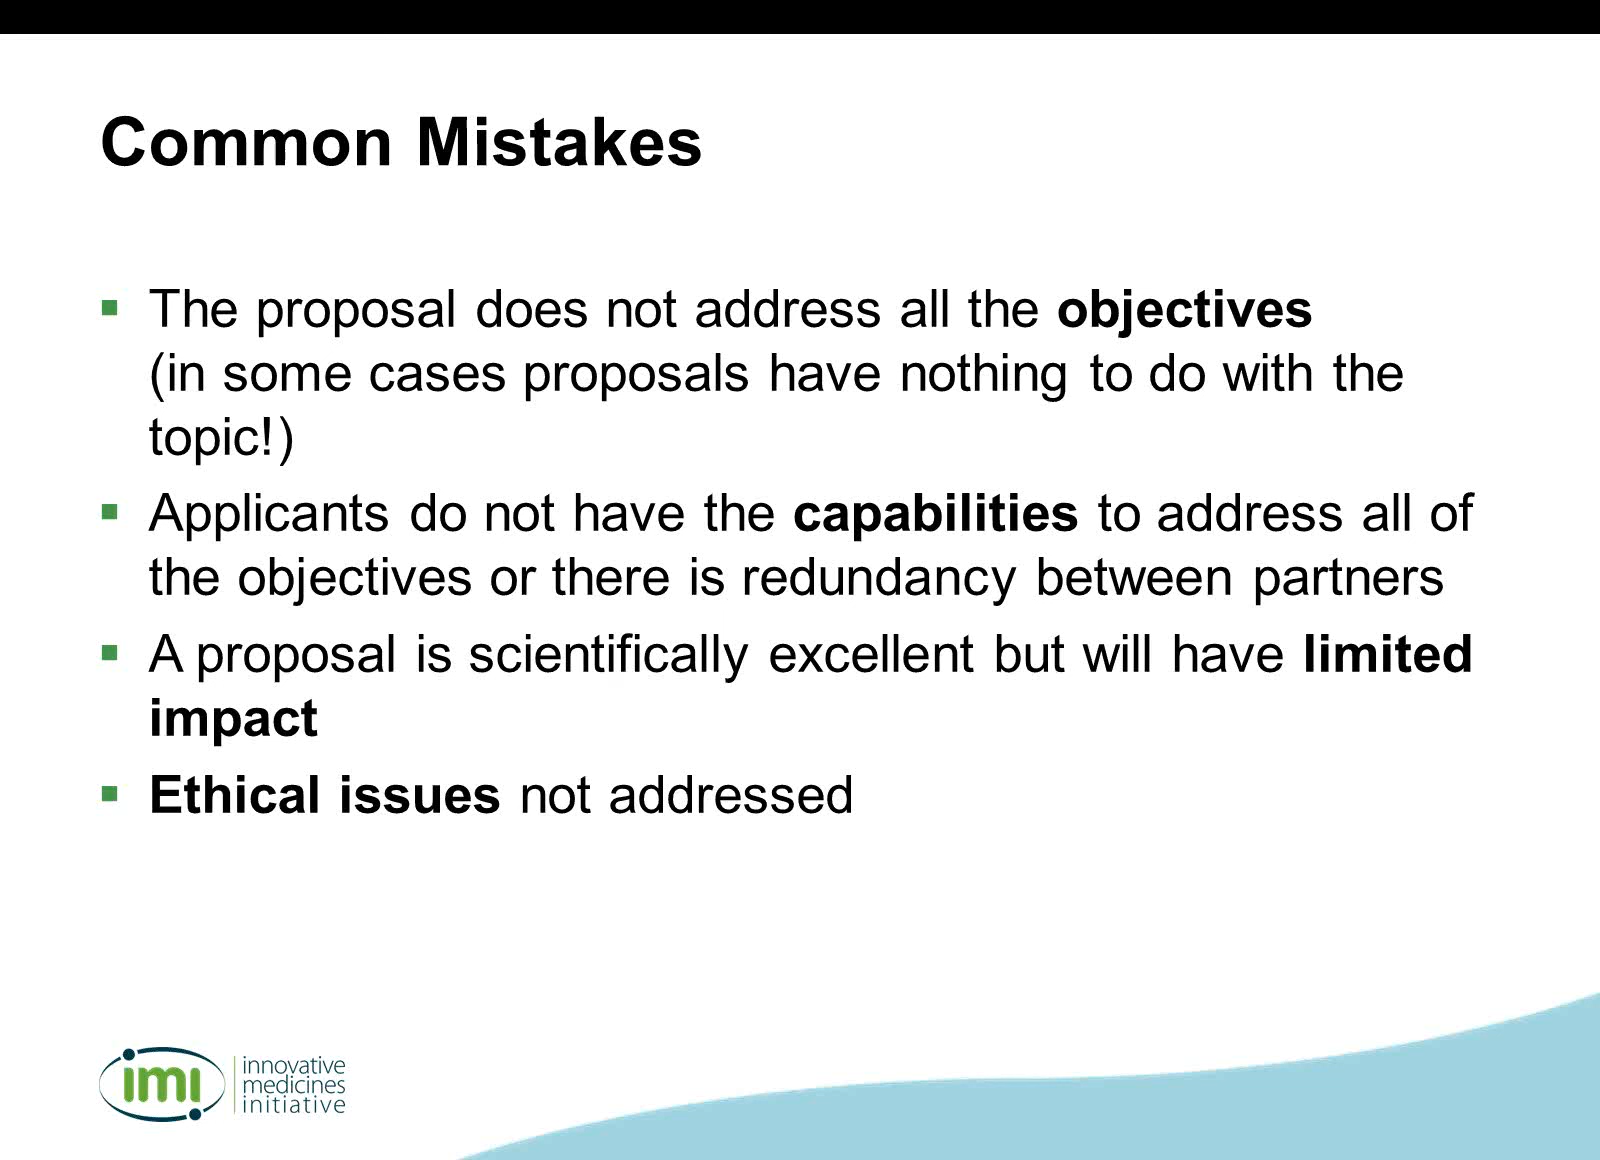 Common Mistakes
The proposal does not address all the objectives
(in some cases proposals have nothing to do with the
topic!)
Applicants do not have the capabilities to address all of
the objectives or there is redundancy between partners
A proposal is scientifically excellent but will have limited
impact
Ethical issues not addressed
imi
innovative
medicines
initiative